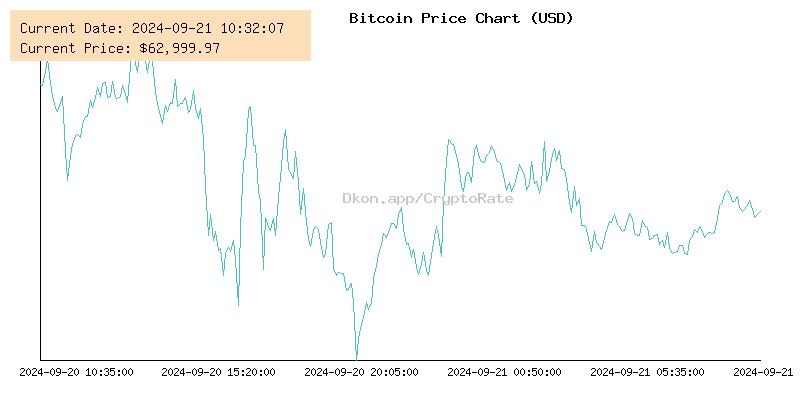 Bitcoin Price Chart (USD)
Current Date: 2024-09-21 10:32:07
Current Price: $62,999.97
Dkon.app/CryptoRate
2024-09-20 10:35:00 2024-09-20 15:20:00 2024-09-20 20:05:00 2024-09-21 00:50:00 2024-09-21 05:35:00 2024-09-21